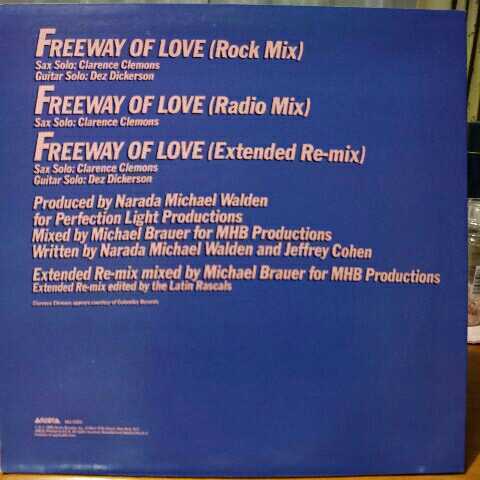 FREEWAY OF LOVE (Rock Mix)
Sax Solo: Clarence Clemons
Guitar Solo: Dez Dickerson
FREEWAY OF LOVE (Radio Mix)
Sax Solo: Clarence Clemons
FREEWAY OF LOVE (Extended Re-mix)
Sax Solo: Clarence Clemons
Guitar Solo: Dez Dickerson
Produced by Narada Michael Walden
for Perfection Light Productions
Mixed by Michael Brauer for MHB Productions
Written by Narada Michael Walden and Jeffrey Cohen
Extended Re-mix mixed by Michael Brauer for MHB Productions
Extended Re-mix edited by the Latin Rascals
Clarence Clemons appears courtesy of Columbia Records
ARISTA